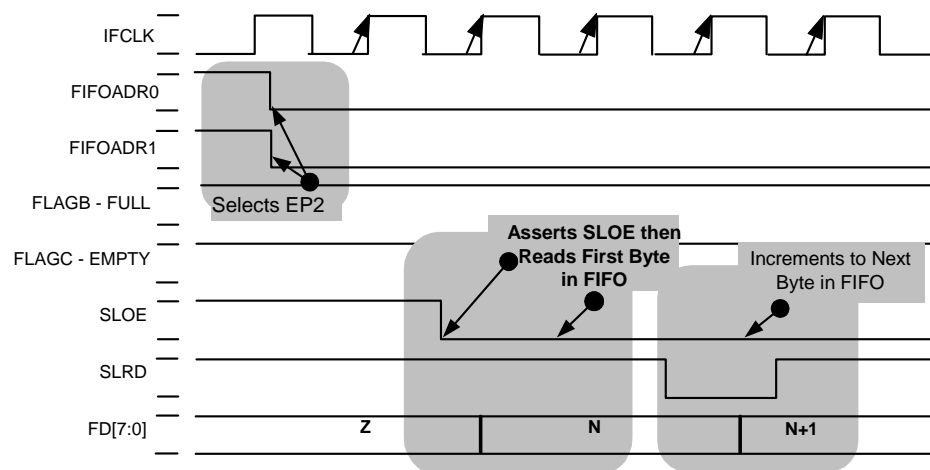 IFCLK
FIFOADR0
FIFOADR1
FLAGB - FULL
Selects EP2
FLAGC - EMPTY
Asserts SLOE then
Reads First Byte
in FIFO
Increments to Next
Byte in FIFO
SLOE
SLRD
FD[7:0]
Z
N
N+1